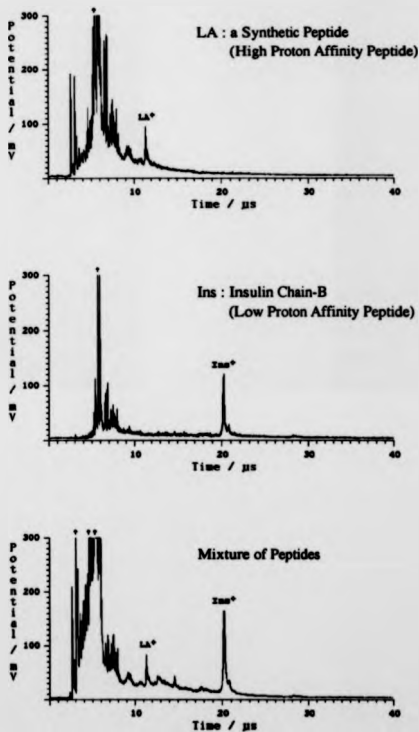 300
200
100
Potential / mV
LA : a Synthetic Peptide
(High Proton Affinity Peptide)
LA+
10
20
30
40
Time / µs
300
200
100
Potential / mV
Ins : Insulin Chain-B
(Low Proton Affinity Peptide)
Ins+
10
20
30
40
Time / µs
300
200
100
Potential / mV
Mixture of Peptides
LA+
Ins+
10
20
30
40
Time / µs